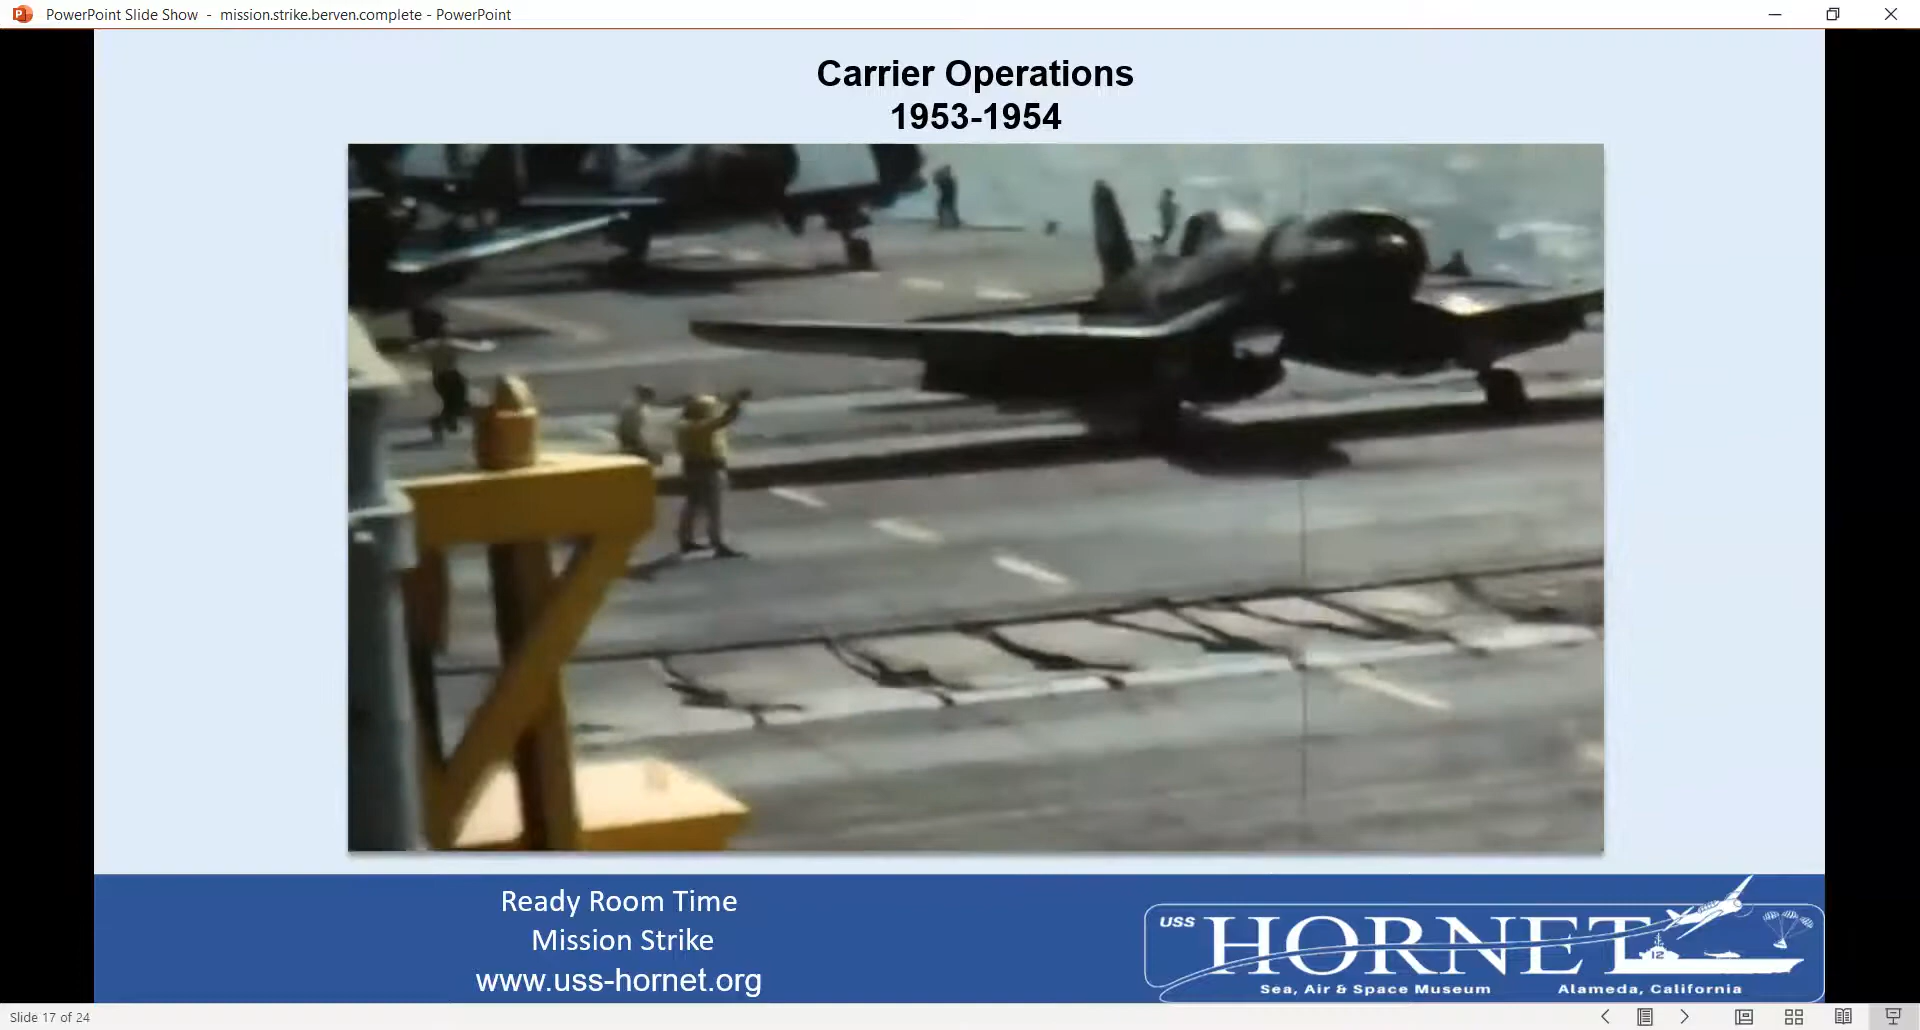 PowerPoint Slide Show - mission.strike.berven.complete - PowerPoint
Carrier Operations
1953-1954
Ready Room Time
Mission Strike
www.uss-hornet.org
USS HORNET
12
Sea, Air & Space Museum Alameda, California
Slide 17 of 24